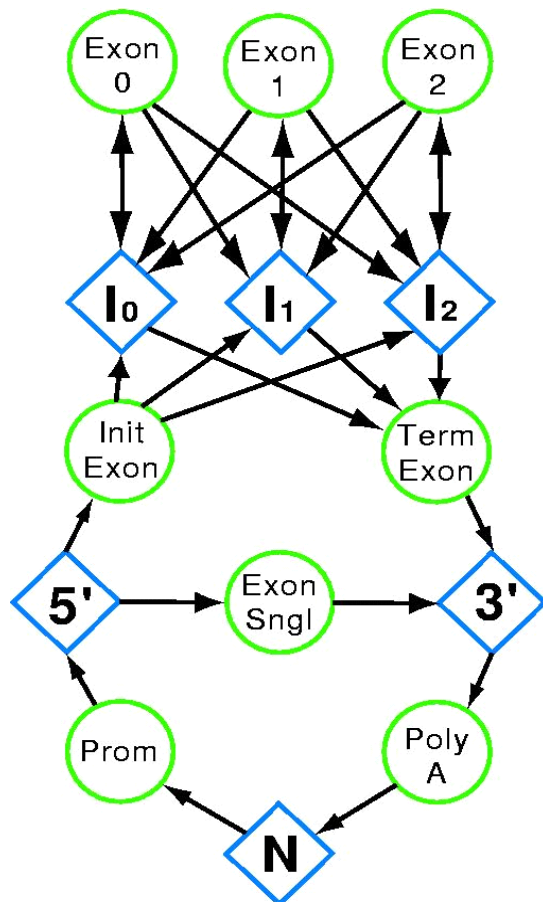 Exon
0
Exon
1
Exon
2
I0
I1
I2
Init
Exon
Term
Exon
5'
Exon
Sngl
3'
Prom
Poly
A
N